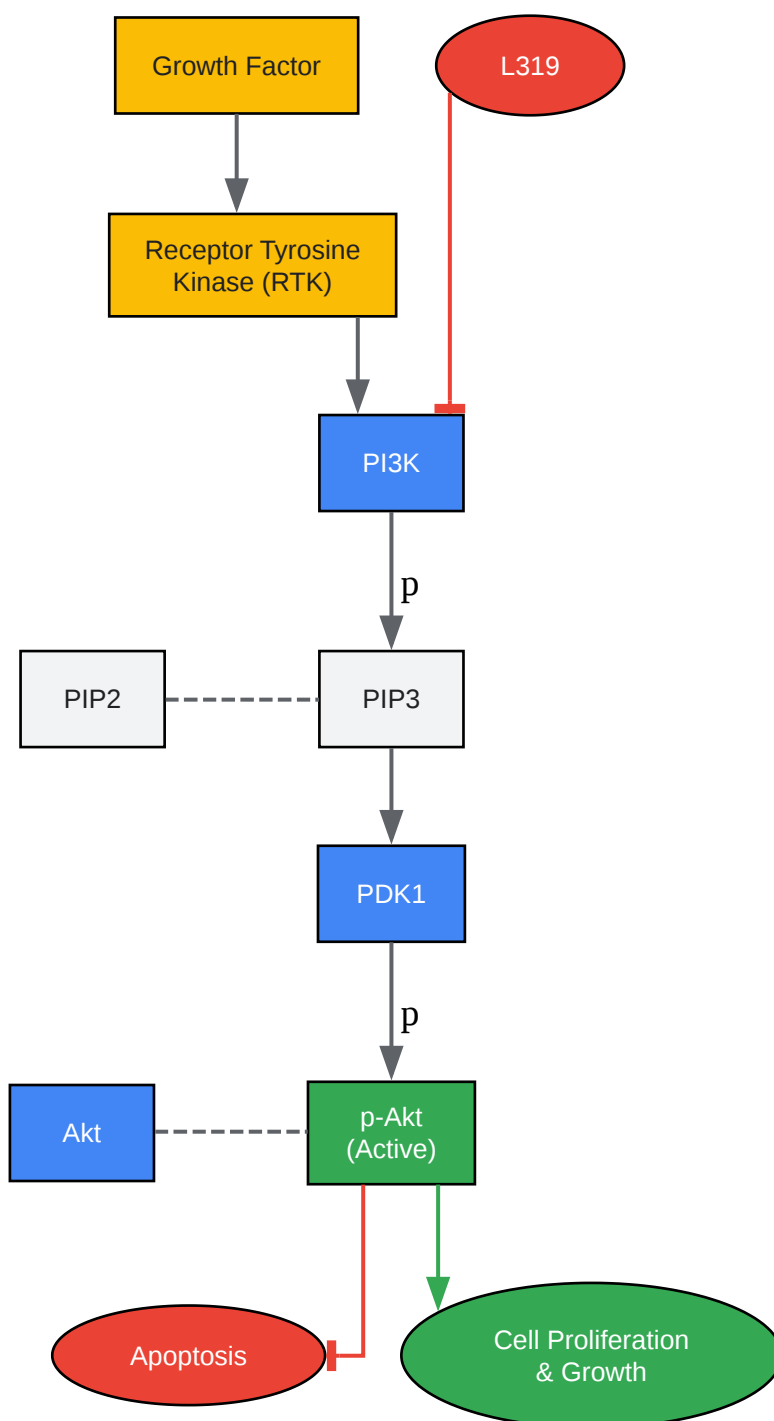 Growth Factor
L319
Receptor Tyrosine
Kinase (RTK)
PI3K
p
PIP2
PIP3
PDK1
p
Akt
p-Akt
(Active)
Apoptosis
Cell Proliferation
& Growth